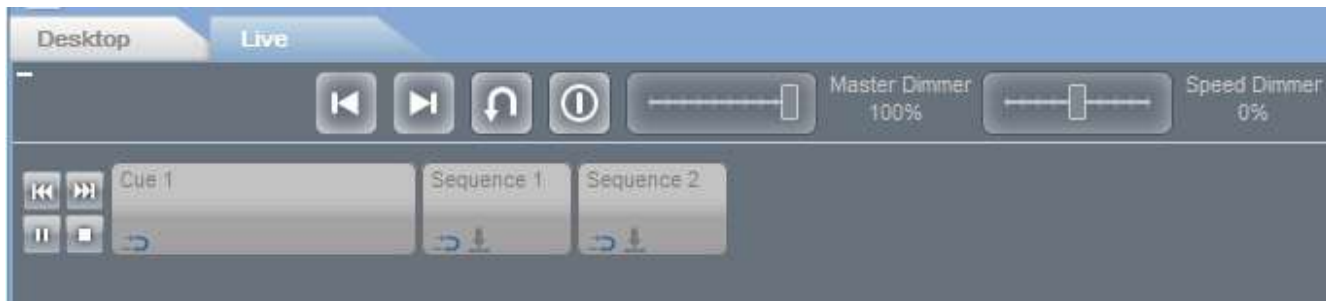 Desktop
Live
Master Dimmer
100%
Speed Dimmer
0%
Cue 1
Sequence 1
Sequence 2